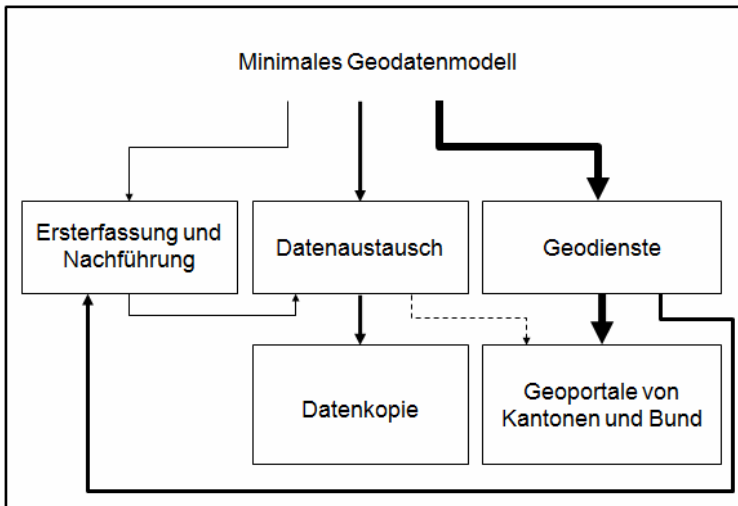 Minimales Geodatenmodell
Ersterfassung und
Nachführung
Datenaustausch
Geodienste
Datenkopie
Geoportale von
Kantonen und Bund